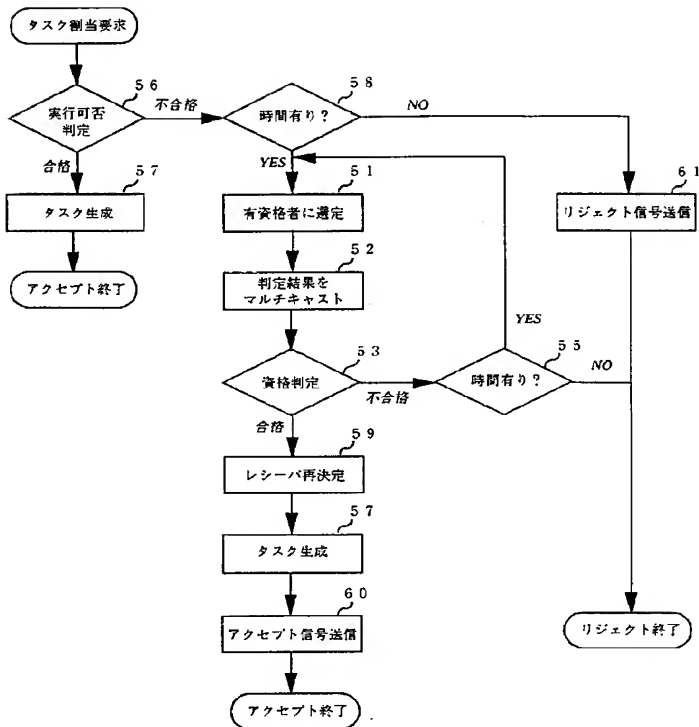 タスク割当要求
56
実行可否
判定
不合格
合格
57
タスク生成
アクセプト終了
58
時間有り?
NO
YES
51
有資格者に選定
52
判定結果を
マルチキャスト
53
資格判定
不合格
合格
55
時間有り?
YES
NO
59
レシーバ再決定
57
タスク生成
60
アクセプト信号送信
アクセプト終了
61
リジェクト信号送信
リジェクト終了